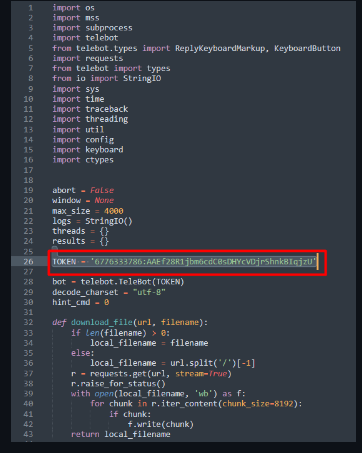 1 import os
2 import mss
3 import subprocess
4 import telebot
5 from telebot.types import ReplyKeyboardMarkup, KeyboardButton
6 import requests
7 from telebot import types
8 from io import StringIO
9 import sys
10 import time
11 import traceback
12 import threading
13 import util
14 import config
15 import keyboard
16 import ctypes
17
18
19 abort = False
20 window = None
21 max_size = 4000
22 logs = StringIO()
23 threads = {}
24 results = {}
25
26 TOKEN =
27
28 bot = telebot.TeleBot(TOKEN)
29 decode_charset = "utf-8"
30 hint_cmd = 0
31
32 def download_file(url, filename):
33 if len(filename) > 0:
34 local_filename = filename
35 else:
36 local_filename = url.split('/')[-1]
37 r = requests.get(url, stream=True)
38 r.raise_for_status()
39 with open(local_filename, 'wb') as f:
40 for chunk in r.iter_content(chunk_size=8192):
41 if chunk:
42 f.write(chunk)
43 return local_filename